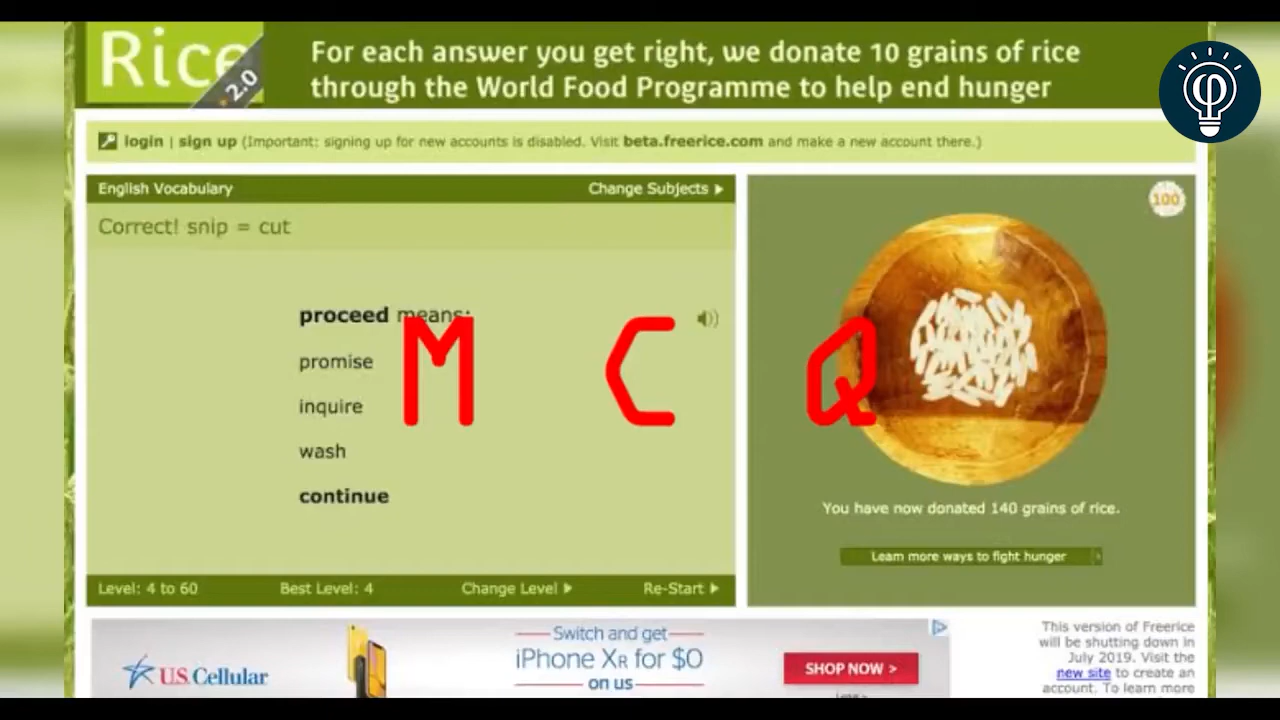 Rice
2.0
For each answer you get right, we donate 10 grains of rice
through the World Food Programme to help end hunger
login | sign up (Important: signing up for new accounts is disabled. Visit beta.freerice.com and make a new account there.)
English Vocabulary
Change Subjects ▶
Correct! snip = cut
100
proceed means:
promise
inquire
wash
continue
M C Q
You have now donated 140 grains of rice.
Learn more ways to fight hunger
Level: 4 to 60
Best Level: 4
Change Level ▶
Re-Start ▶
U.S. Cellular
Switch and get
iPhone XR for $0
on us
SHOP NOW >
This version of Freerice
will be shutting down in
July 2019. Visit the
new site to create an
account. To learn more